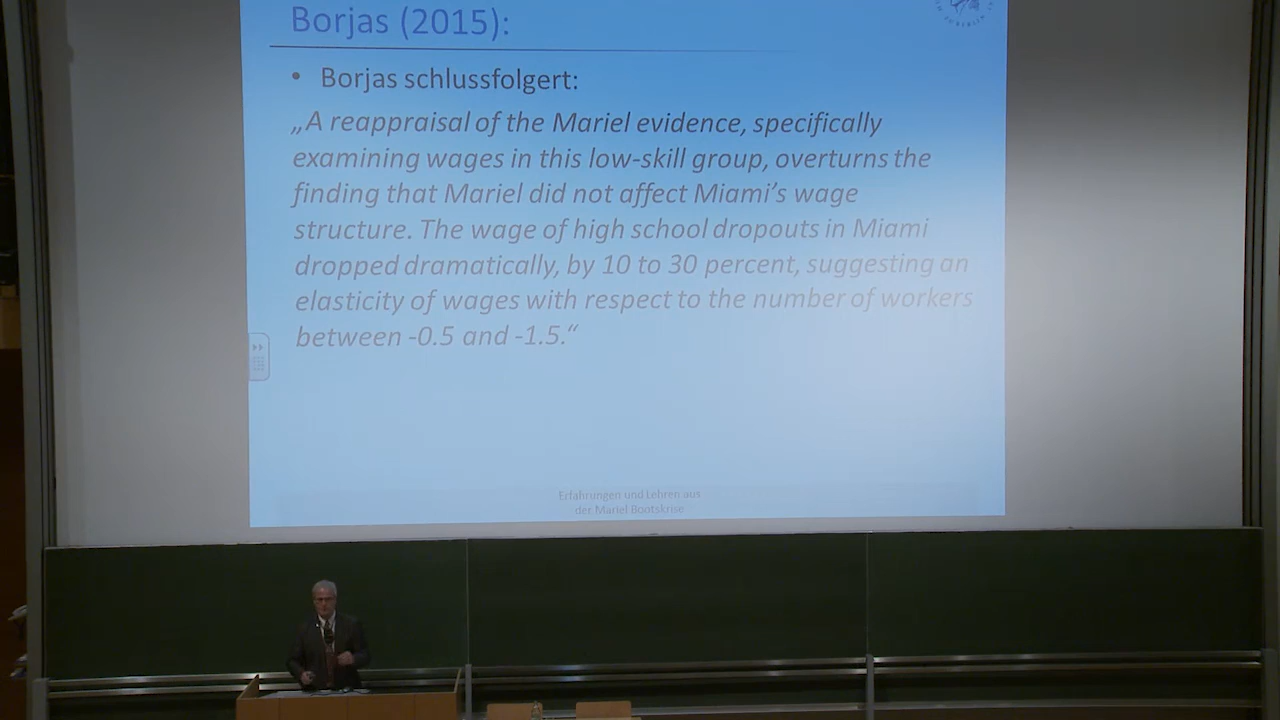 Borjas (2015):
• Borjas schlussfolgert:
„A reappraisal of the Mariel evidence, specifically
examining wages in this low-skill group, overturns the
finding that Mariel did not affect Miami's wage
structure. The wage of high school dropouts in Miami
dropped dramatically, by 10 to 30 percent, suggesting an
elasticity of wages with respect to the number of workers
between -0.5 and -1.5.“
Erfahrungen und Lehren aus
der Mariel Bootskrise